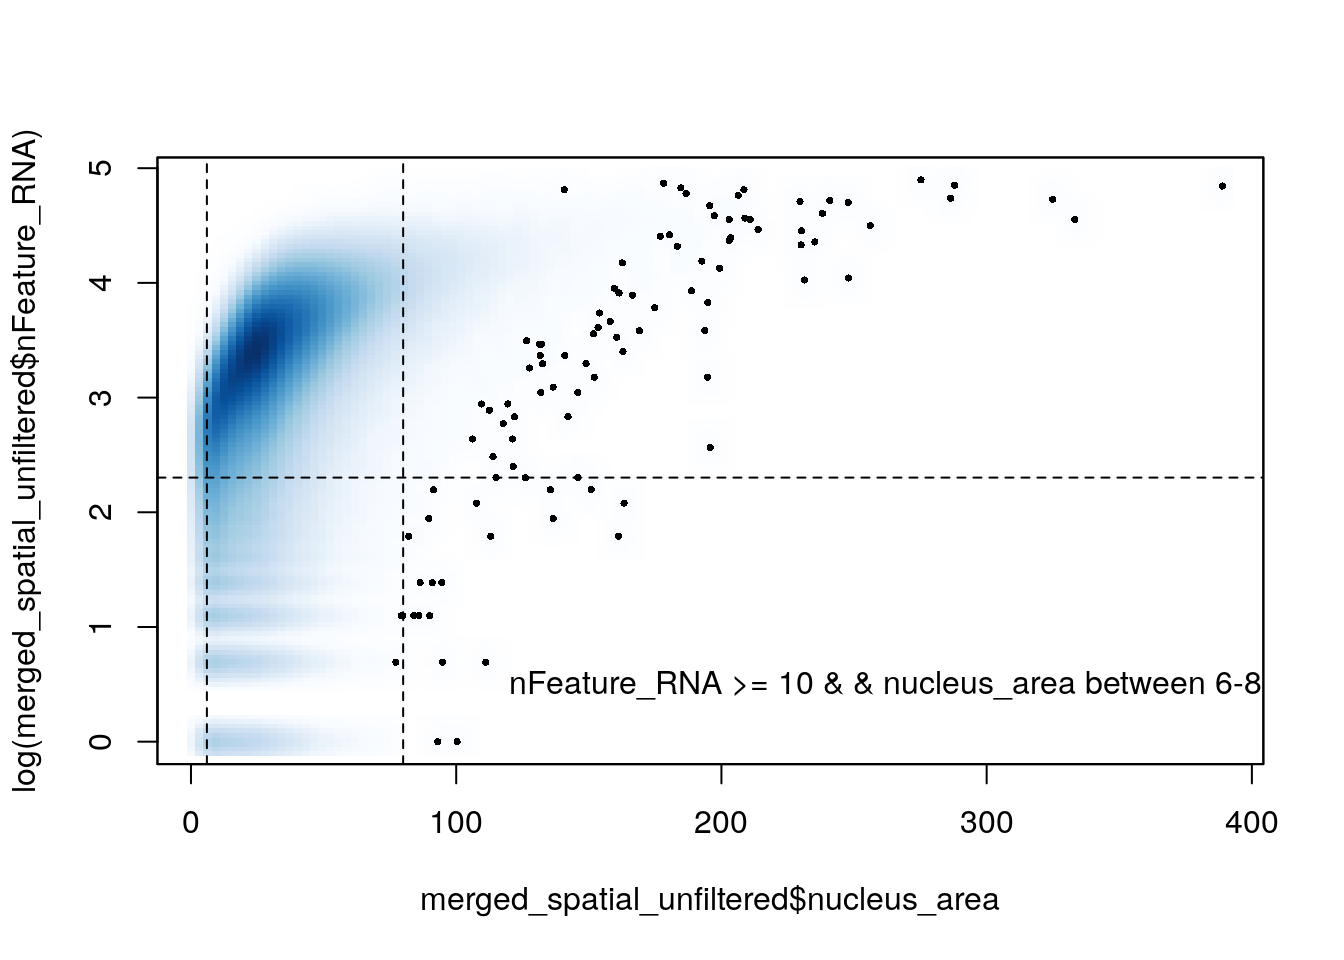 log(merged_spatial_unfiltered$nFeature_RNA)
5
4
3
2
1
0
nFeature_RNA >= 10 & & nucleus_area between 6-8
0 100 200 300 400
merged_spatial_unfiltered$nucleus_area